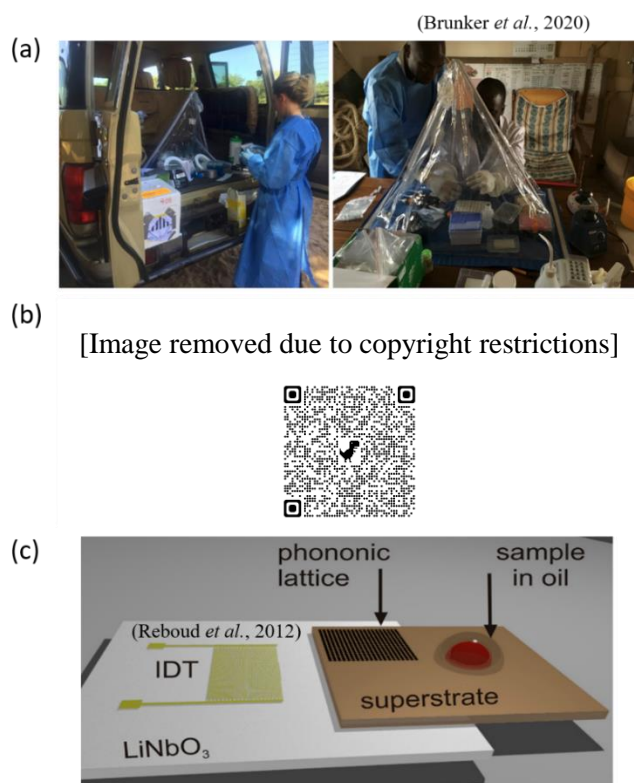 (Brunker et al., 2020)
(a)
(b)
[Image removed due to copyright restrictions]
(c)
phononic
lattice
sample
in oil
(Reboud et al., 2012)
IDT
superstrate
LiNbO₃